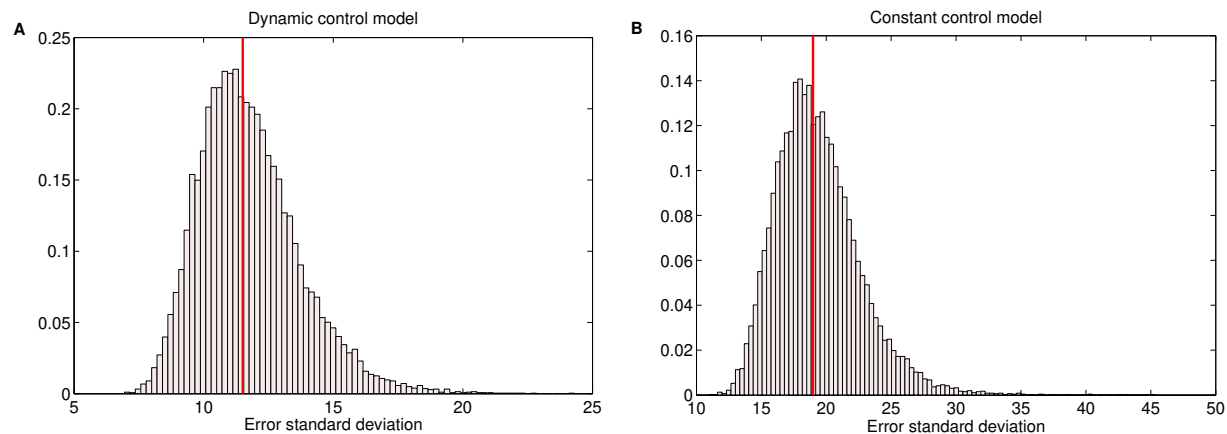 A
Dynamic control model
0.25
0.2
0.15
0.1
0.05
0
5 10 15 20 25
Error standard deviation
B
Constant control model
0.16
0.14
0.12
0.1
0.08
0.06
0.04
0.02
0
10 15 20 25 30 35 40 45 50
Error standard deviation